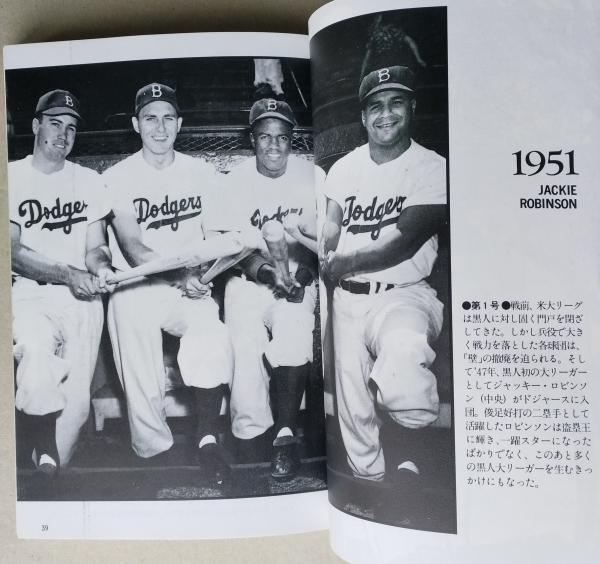 B
B
B
B
Dodgers
Dodgers
Dodgers
Dodgers
1951
JACKIE
ROBINSON
●第1号●戦前、米大リーグ
は黒人に対し固く門戸を閉ざ
してきた。しかし兵役で大き
く戦力を落とした各球団は、
「壁」の撤廃を迫られる。そし
て'47年、黒人初の大リーガー
としてジャッキー・ロビンソ
ン（中央）がドジャースに入
団。俊足好打の二塁手として
活躍したロビンソンは盗塁王
に輝き、一躍スターになった
ばかりでなく、このあと多く
の黒人大リーガーを生むきっ
かけにもなった。
39